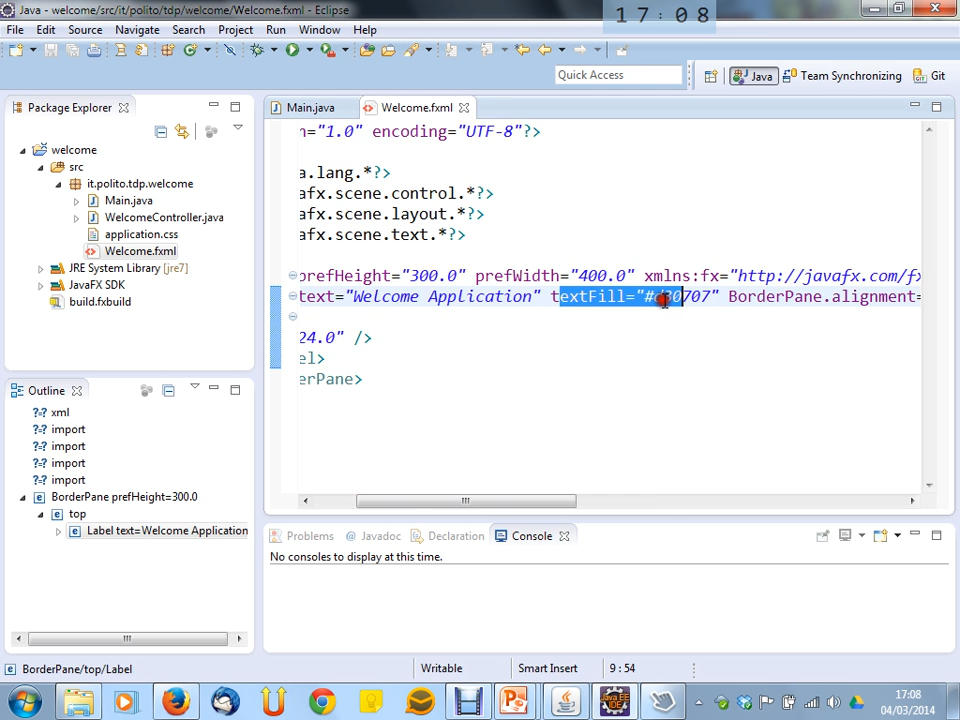 Java - welcome/src/it/polito/tdp/welcome/Welcome.fxml - Eclipse
17:08
File Edit Source Navigate Search Project Run Window Help
Quick Access
Java
Team Synchronizing
Git
Package Explorer
welcome
src
it.polito.tdp.welcome
Main.java
WelcomeController.java
application.css
Welcome.fxml
JRE System Library [jre7]
JavaFX SDK
build.fxbuild
Main.java
Welcome.fxml
n="1.0" encoding="UTF-8"?>
a.lang.*?>
afx.scene.control.*?>
afx.scene.layout.*?>
afx.scene.text.*?>
prefHeight="300.0" prefWidth="400.0" xmlns:fx="http://javafx.com/fx
text="Welcome Application" textFill="#d30707" BorderPane.alignment=
24.0" />
el>
erPane>
Outline
xml
import
import
import
import
BorderPane prefHeight=300.0
top
Label text=Welcome Application
Problems
Javadoc
Declaration
Console
No consoles to display at this time.
BorderPane/top/Label
Writable
Smart Insert
9 : 54
17:08
04/03/2014